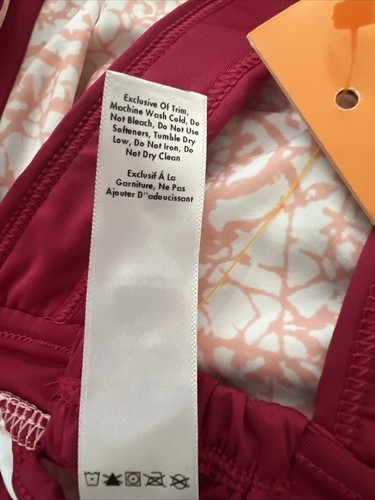 Exclusive Of Trim,
Machine Wash Cold, Do
Not Bleach, Do Not Use
Softeners, Tumble Dry
Low, Do Not Iron, Do
Not Dry Clean
Exclusif À La
Garniture, Ne Pas
Ajouter D''adoucissant